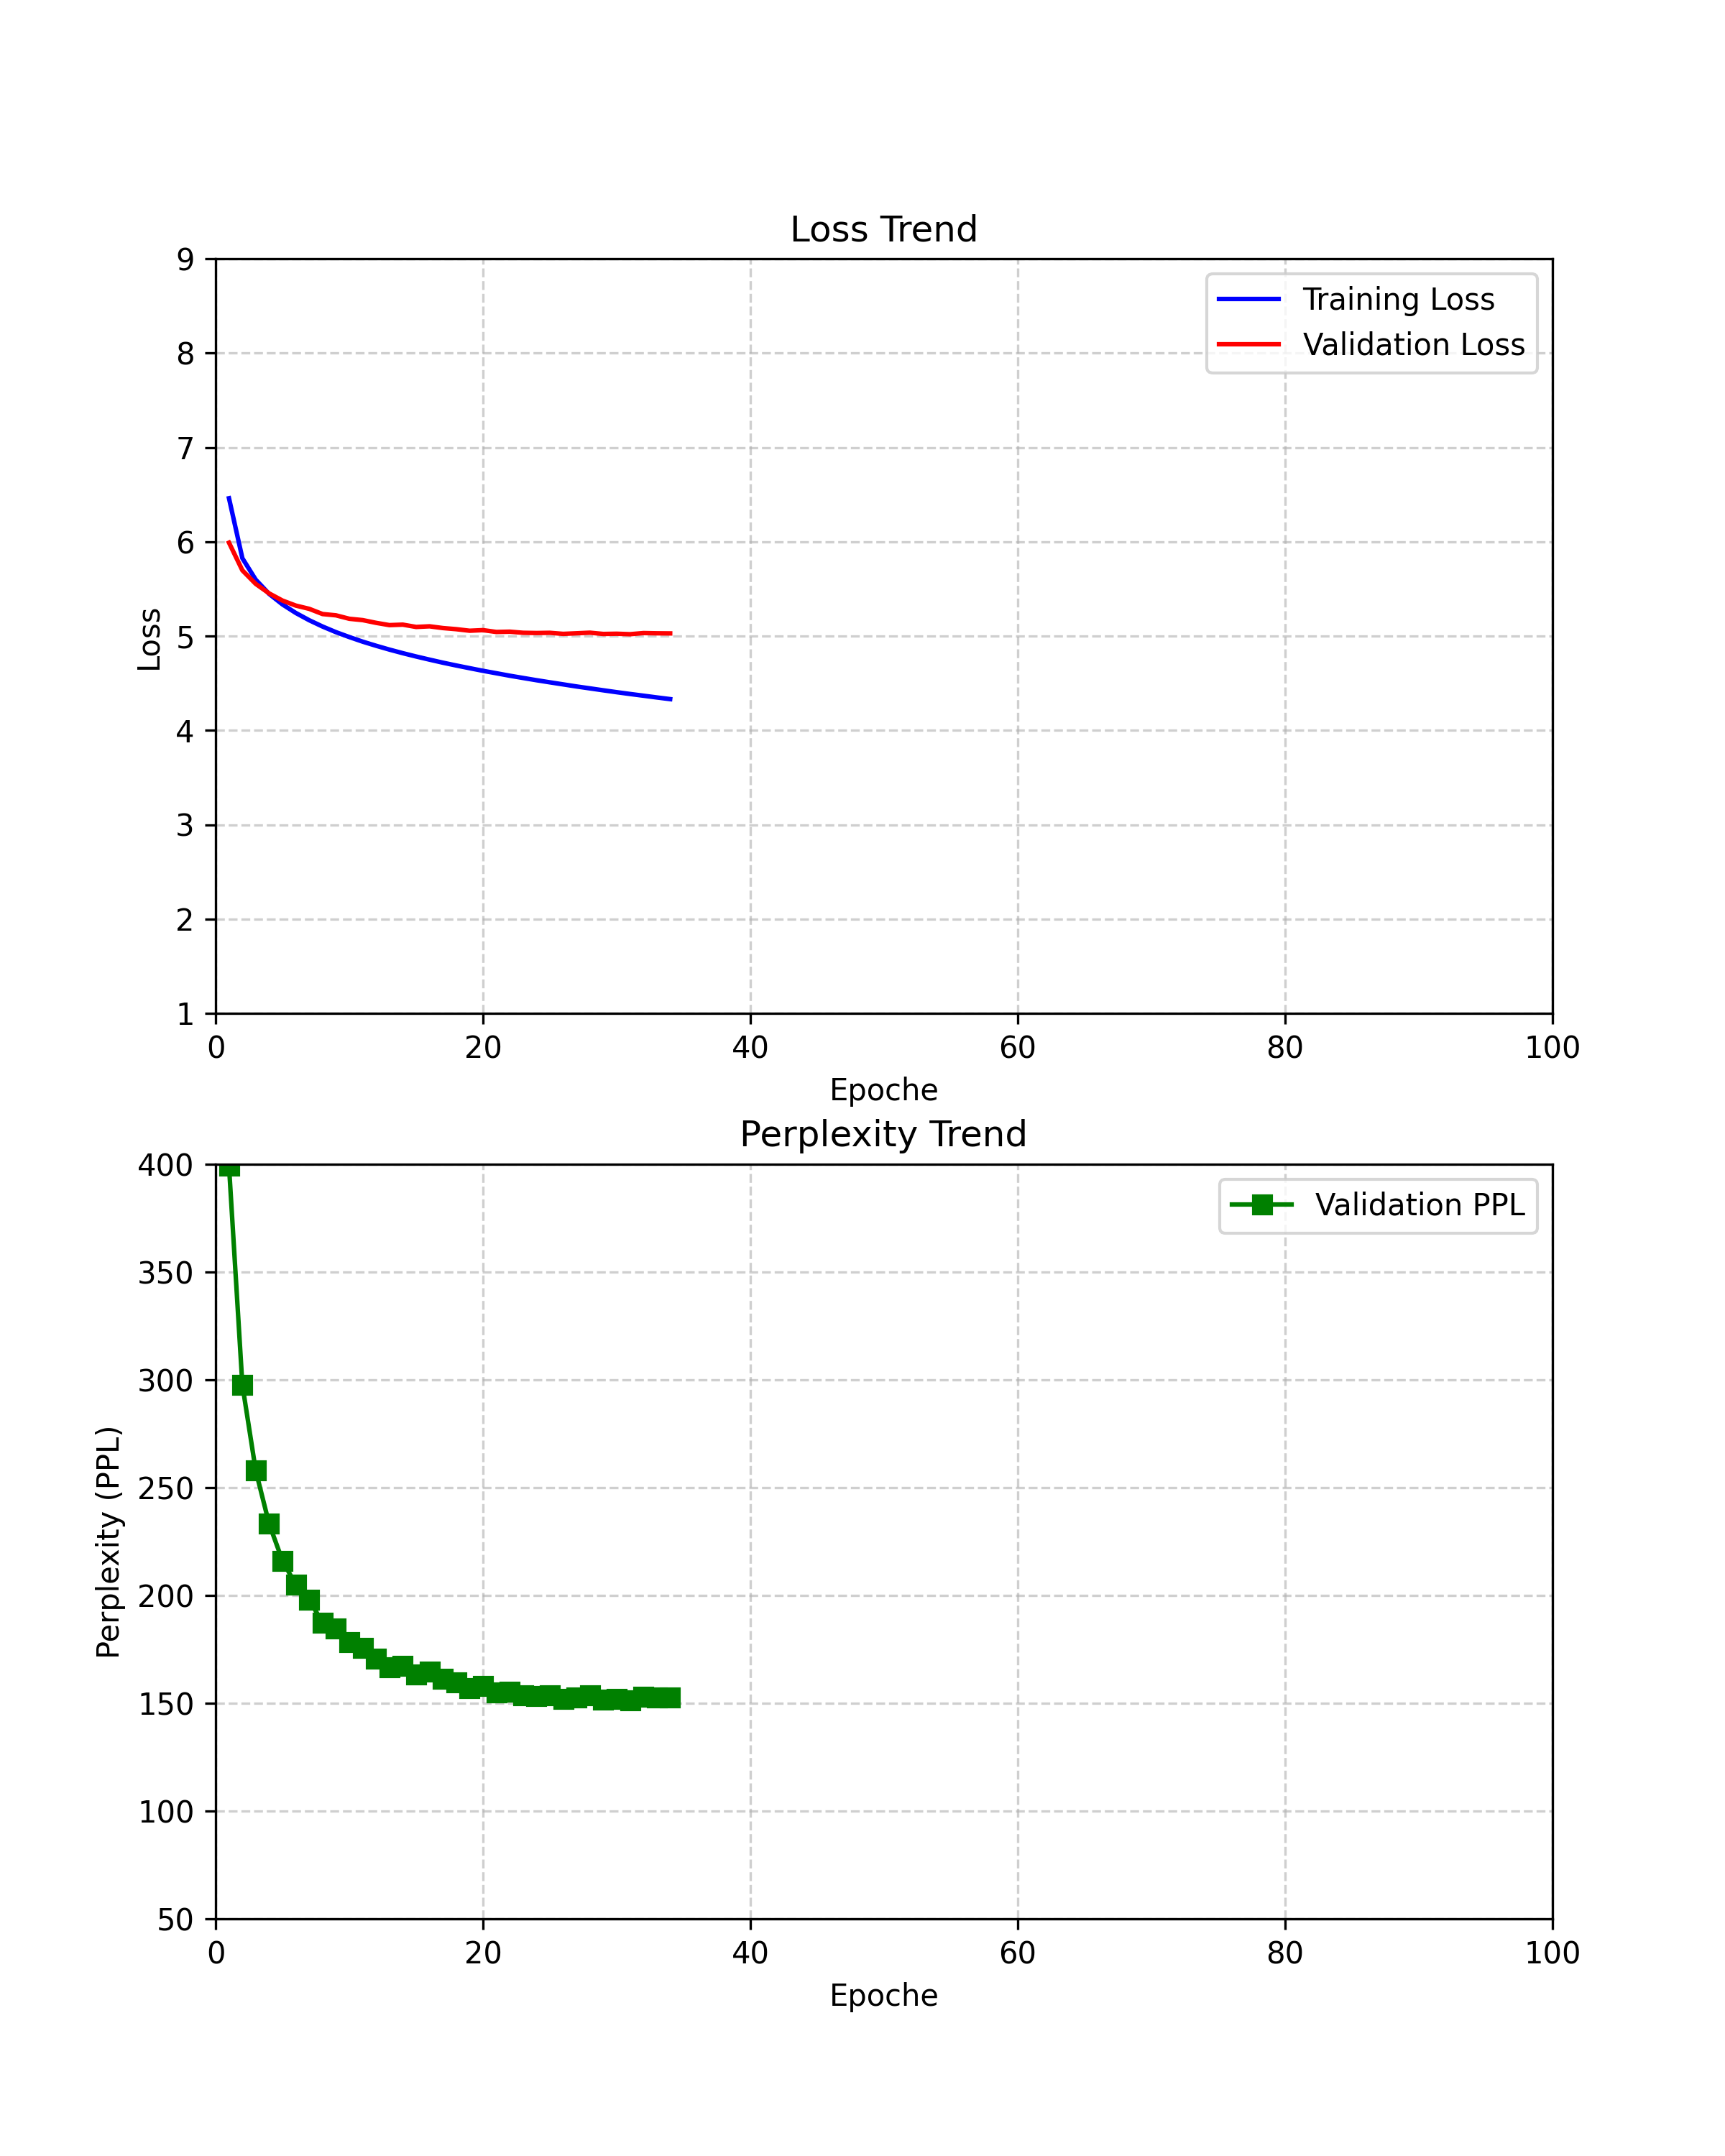 Loss Trend
9
8
7
6
5
4
3
2
1
Loss
Training Loss
Validation Loss
0 20 40 60 80 100
Epoche
Perplexity Trend
400
350
300
250
200
150
100
50
Perplexity (PPL)
Validation PPL
0 20 40 60 80 100
Epoche